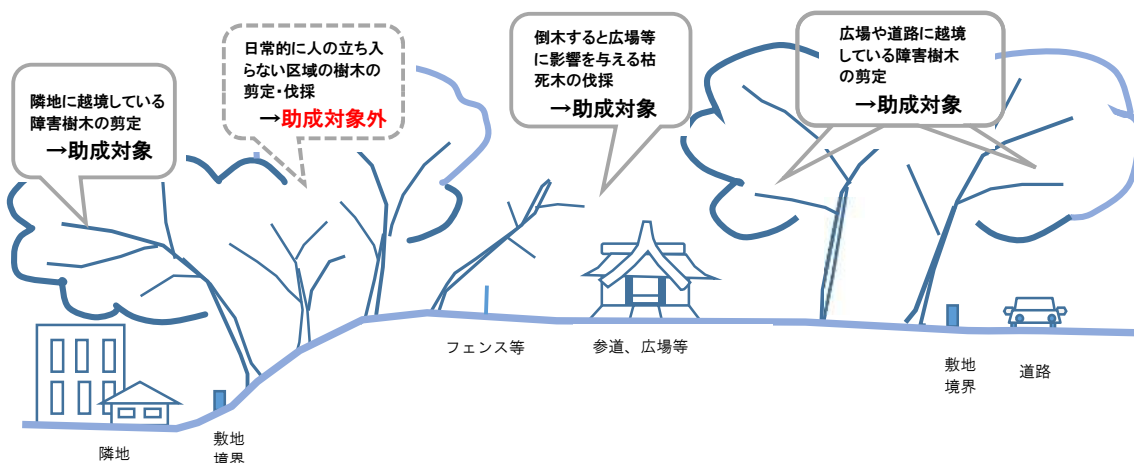 隣地に越境している
障害樹木の剪定
→助成対象
日常的に人の立ち入
らない区域の樹木の
剪定・伐採
→助成対象外
倒木すると広場等
に影響を与える枯
死木の伐採
→助成対象
広場や道路に越境
している障害樹木
の剪定
→助成対象
フェンス等
参道、広場等
敷地
境界
道路
隣地
敷地
境界